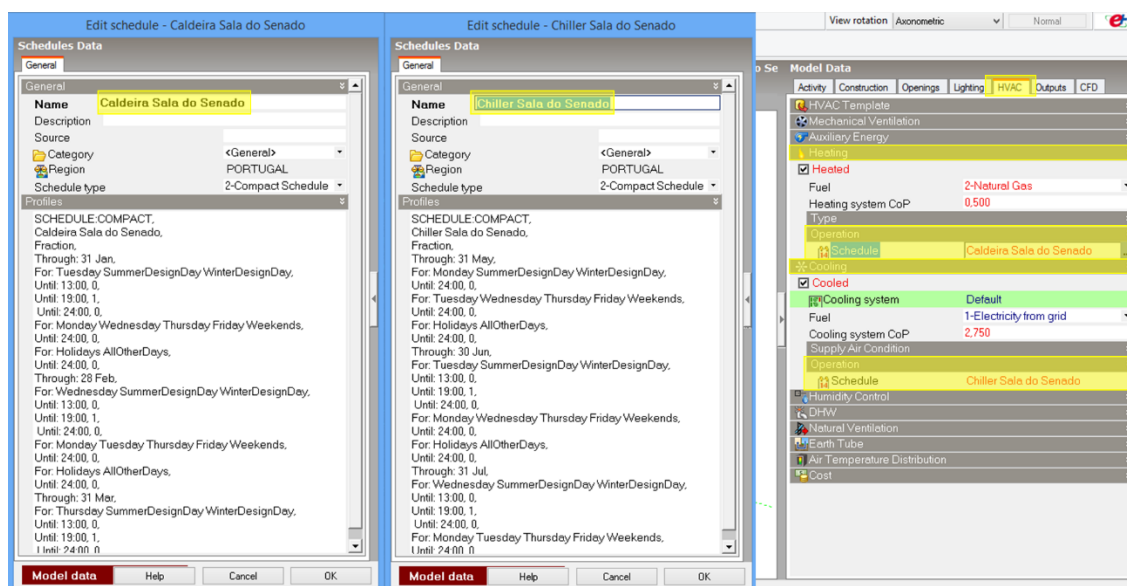 Edit schedule - Caldeira Sala do Senado
Schedules Data
General
General
Name Caldeira Sala do Senado
Description
Source
Category <General>
Region PORTUGAL
Schedule type 2-Compact Schedule
Profiles
SCHEDULE:COMPACT,
Caldeira Sala do Senado,
Fraction,
Through: 31 Jan,
For: Tuesday SummerDesignDay WinterDesignDay,
Until: 13:00, 0,
Until: 19:00, 1,
Until: 24:00, 0,
For: Monday Wednesday Thursday Friday Weekends,
Until: 24:00, 0,
For: Holidays AllOtherDays,
Until: 24:00, 0,
Through: 28 Feb,
For: Wednesday SummerDesignDay WinterDesignDay,
Until: 13:00, 0,
Until: 19:00, 1,
Until: 24:00, 0,
For: Monday Tuesday Thursday Friday Weekends,
Until: 24:00, 0,
For: Holidays AllOtherDays,
Until: 24:00, 0,
Through: 31 Mar,
For: Thursday SummerDesignDay WinterDesignDay,
Until: 13:00, 0,
Until: 19:00, 1,
Until: 24:00, 0
Model data Help Cancel OK
Edit schedule - Chiller Sala do Senado
Schedules Data
General
General
Name Chiller Sala do Senado
Description
Source
Category <General>
Region PORTUGAL
Schedule type 2-Compact Schedule
Profiles
SCHEDULE:COMPACT,
Chiller Sala do Senado,
Fraction,
Through: 31 May,
For: Monday SummerDesignDay WinterDesignDay,
Until: 24:00, 0,
For: Tuesday Wednesday Thursday Friday Weekends,
Until: 24:00, 0,
For: Holidays AllOtherDays,
Until: 24:00, 0,
Through: 30 Jun,
For: Tuesday SummerDesignDay WinterDesignDay,
Until: 13:00, 0,
Until: 19:00, 1,
Until: 24:00, 0,
For: Monday Wednesday Thursday Friday Weekends,
Until: 24:00, 0,
For: Holidays AllOtherDays,
Until: 24:00, 0,
Through: 31 Jul,
For: Wednesday SummerDesignDay WinterDesignDay,
Until: 13:00, 0,
Until: 19:00, 1,
Until: 24:00, 0,
For: Monday Tuesday Thursday Friday Weekends,
Until: 24:00, 0
Model data Help Cancel OK
View rotation Axonometric Normal
o Se
Model Data
Activity Construction Openings Lighting HVAC Outputs CFD
HVAC Template
Mechanical Ventilation
Auxiliary Energy
Heating
Heated
Fuel 2-Natural Gas
Heating system CoP 0,500
Type
Operation
Schedule Caldeira Sala do Senado
Cooling
Cooled
Cooling system Default
Fuel 1-Electricity from grid
Cooling system CoP 2,750
Supply Air Condition
Operation
Schedule Chiller Sala do Senado
Humidity Control
DHW
Natural Ventilation
Earth Tube
Air Temperature Distribution
Cost